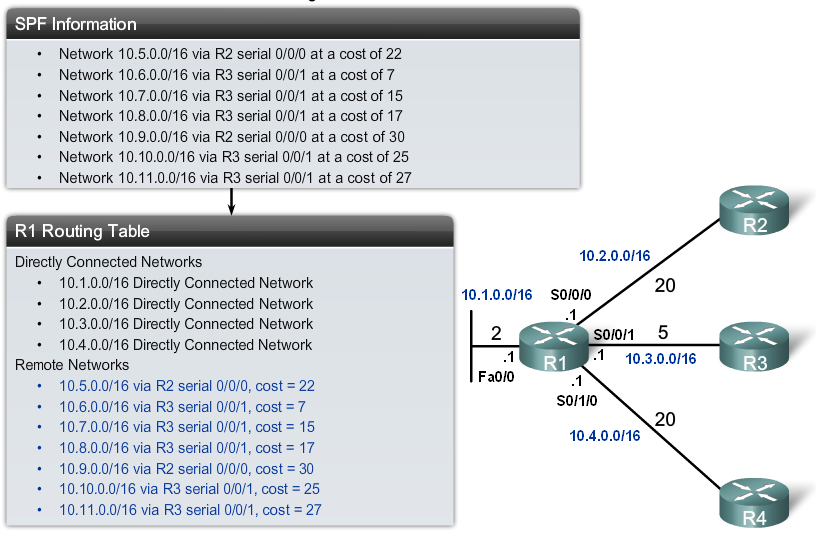 SPF Information
• Network 10.5.0.0/16 via R2 serial 0/0/0 at a cost of 22
• Network 10.6.0.0/16 via R3 serial 0/0/1 at a cost of 7
• Network 10.7.0.0/16 via R3 serial 0/0/1 at a cost of 15
• Network 10.8.0.0/16 via R3 serial 0/0/1 at a cost of 17
• Network 10.9.0.0/16 via R2 serial 0/0/0 at a cost of 30
• Network 10.10.0.0/16 via R3 serial 0/0/1 at a cost of 25
• Network 10.11.0.0/16 via R3 serial 0/0/1 at a cost of 27
R1 Routing Table
Directly Connected Networks
• 10.1.0.0/16 Directly Connected Network
• 10.2.0.0/16 Directly Connected Network
• 10.3.0.0/16 Directly Connected Network
• 10.4.0.0/16 Directly Connected Network
Remote Networks
• 10.5.0.0/16 via R2 serial 0/0/0, cost = 22
• 10.6.0.0/16 via R3 serial 0/0/1, cost = 7
• 10.7.0.0/16 via R3 serial 0/0/1, cost = 15
• 10.8.0.0/16 via R3 serial 0/0/1, cost = 17
• 10.9.0.0/16 via R2 serial 0/0/0, cost = 30
• 10.10.0.0/16 via R3 serial 0/0/1, cost = 25
• 10.11.0.0/16 via R3 serial 0/0/1, cost = 27
R2
10.2.0.0/16
20
10.1.0.0/16
S0/0/0
.1
2
S0/0/1
5
.1
R1
.1
10.3.0.0/16
R3
Fa0/0
.1
S0/1/0
20
10.4.0.0/16
R4